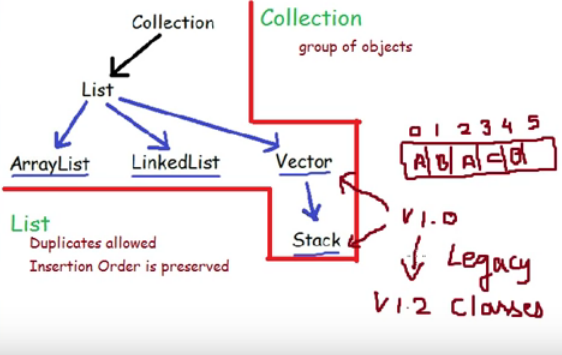 Collection
Collection
group of objects
List
ArrayList
LinkedList
Vector
Stack
List
Duplicates allowed
Insertion Order is preserved
0 1 2 3 4 5
A B A C D
V1.0
Legacy
V1.2 Classes